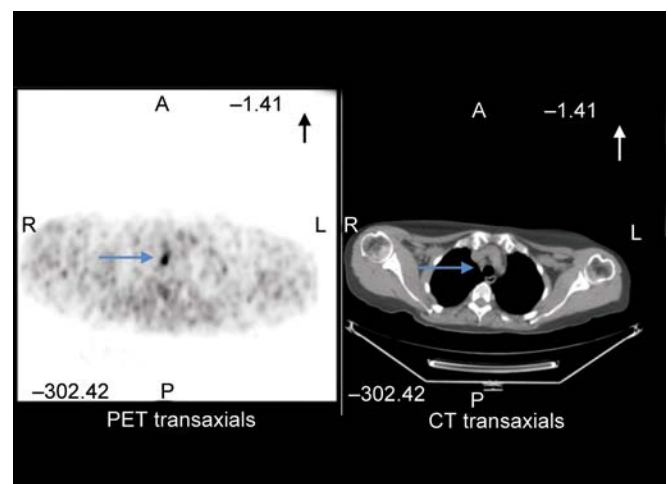 A
–1.41
R
L
–302.42
P
PET transaxials
A
–1.41
R
L
–302.42
P
CT transaxials